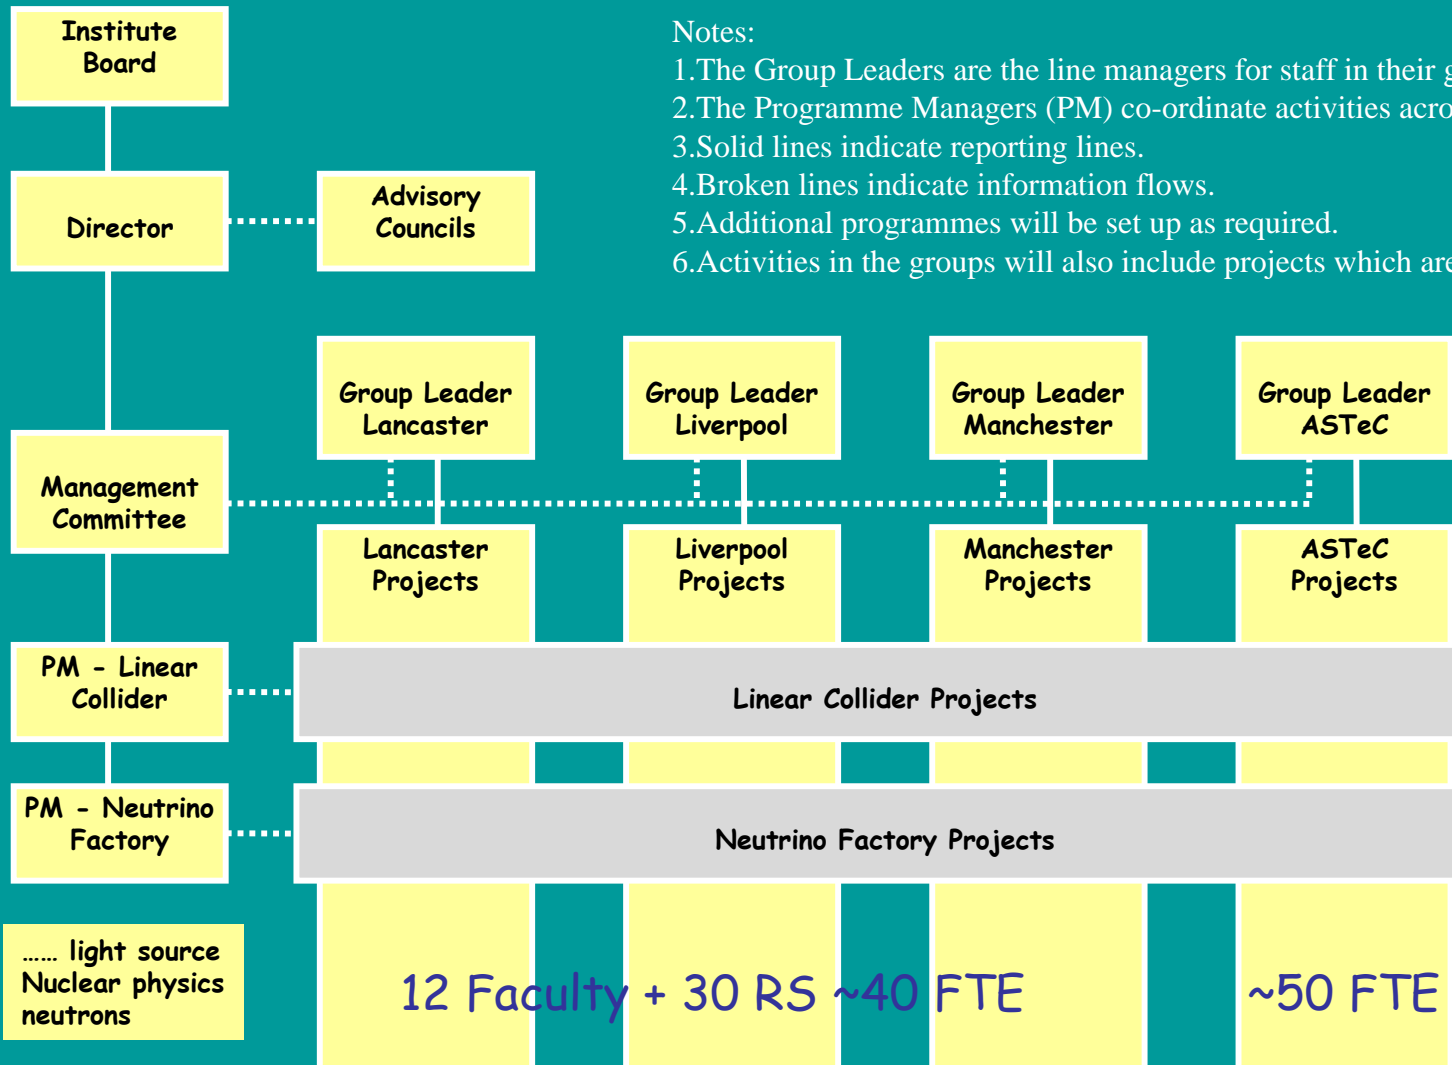 Institute
Board
Notes:
1.The Group Leaders are the line managers for staff in their
2.The Programme Managers (PM) co-ordinate activities
3.Solid lines indicate reporting lines.
4.Broken lines indicate information flows.
5.Additional programmes will be set up as required.
6.Activities in the groups will also include projects which are
Director
Advisory
Councils
Group Leader
Lancaster
Group Leader
Liverpool
Group Leader
Manchester
Group Leader
ASTeC
Management
Committee
Lancaster
Projects
Liverpool
Projects
Manchester
Projects
ASTeC
Projects
PM - Linear
Collider
Linear Collider Projects
PM - Neutrino
Factory
Neutrino Factory Projects
…… light source
Nuclear physics
neutrons
12 Faculty + 30 RS ~40 FTE
~50 FTE